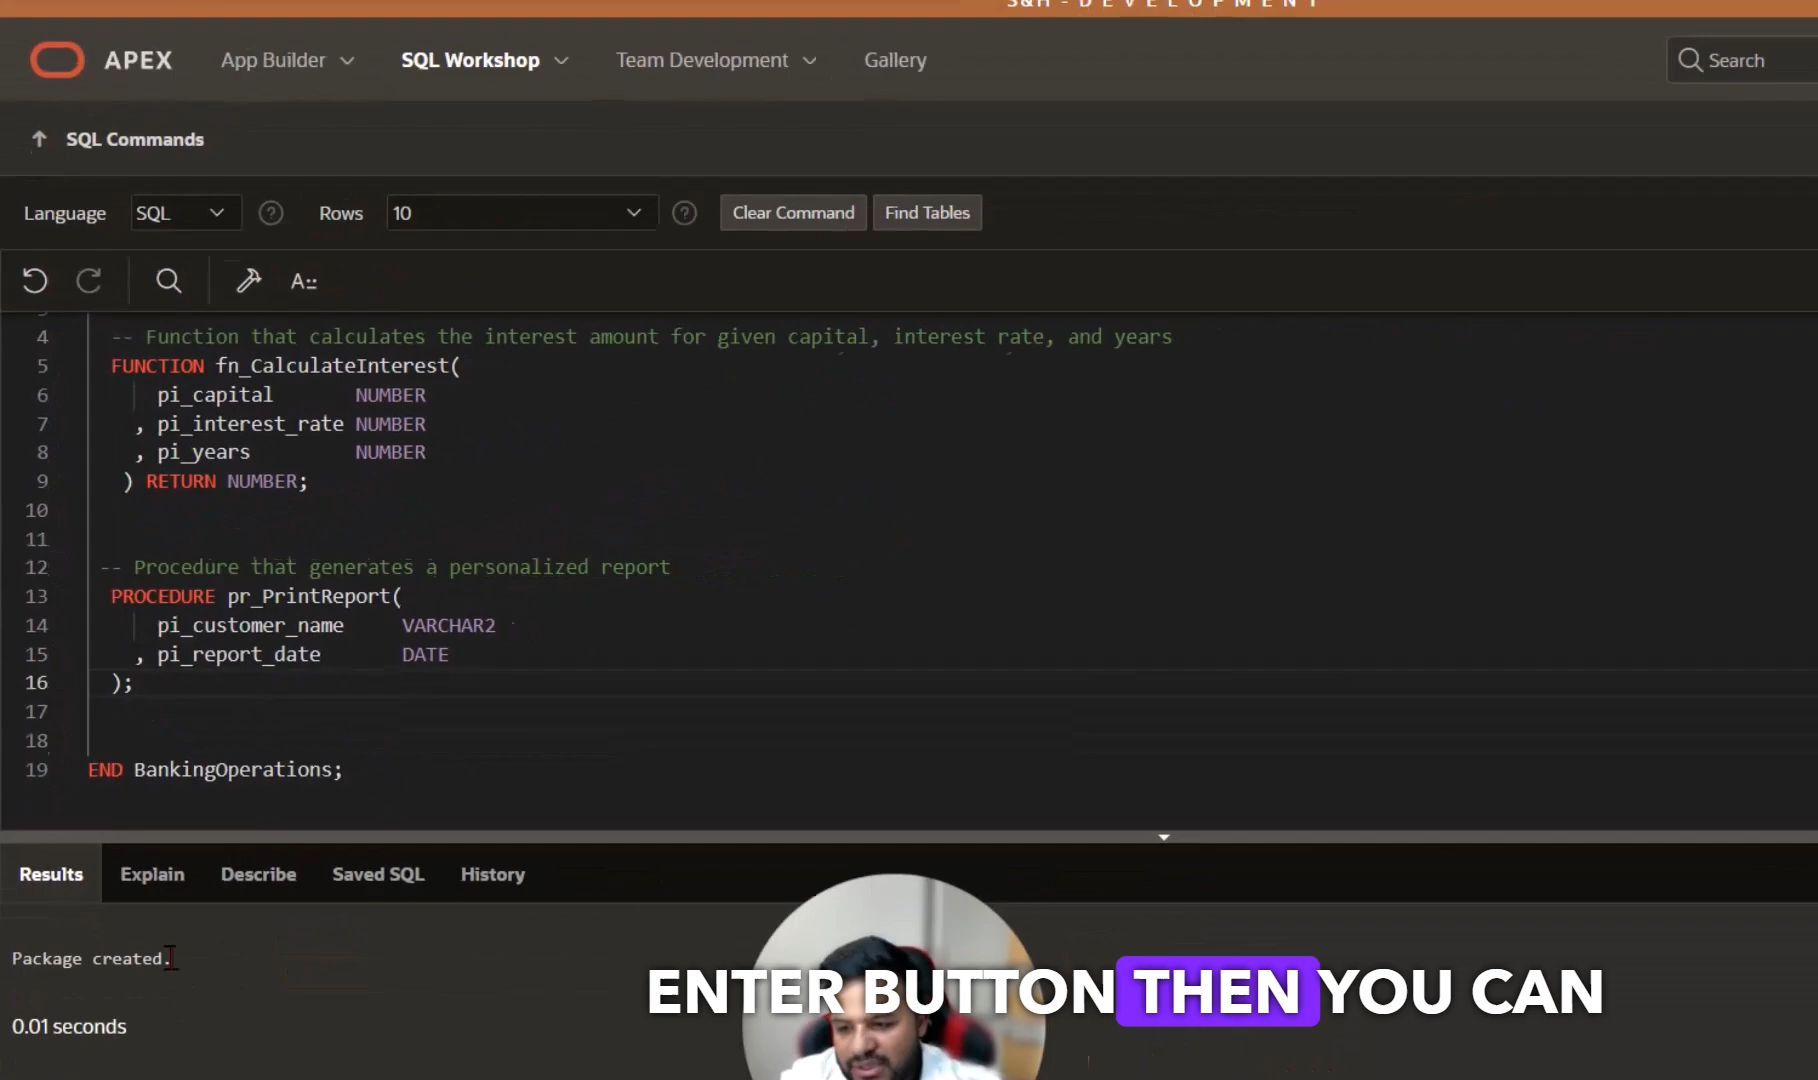 S&H - DEVELOPMENT
APEX App Builder SQL Workshop Team Development Gallery Search
SQL Commands
Language SQL ? Rows 10 ? Clear Command Find Tables
A::
4 -- Function that calculates the interest amount for given capital, interest rate, and years
5 FUNCTION fn_CalculateInterest(
6 pi_capital NUMBER
7 , pi_interest_rate NUMBER
8 , pi_years NUMBER
9 ) RETURN NUMBER;
10
11
12 -- Procedure that generates a personalized report
13 PROCEDURE pr_PrintReport(
14 pi_customer_name VARCHAR2
15 , pi_report_date DATE
16 );
17
18
19 END BankingOperations;
Results Explain Describe Saved SQL History
Package created.
ENTER BUTTON THEN YOU CAN
0.01 seconds